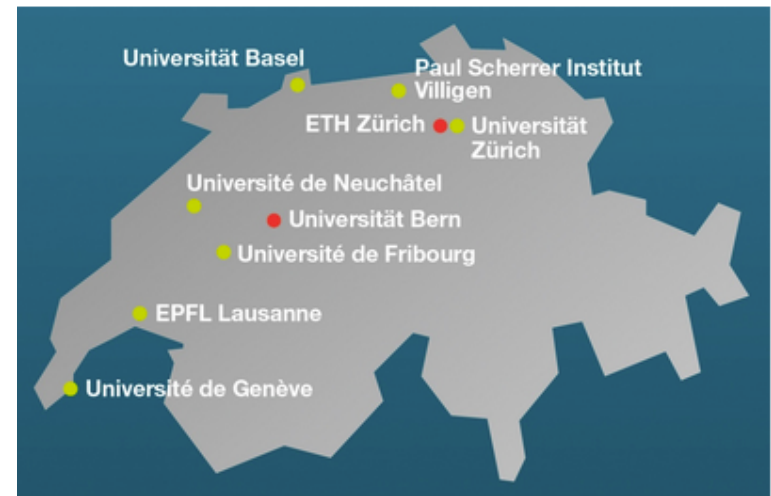 Universität Basel
Paul Scherrer Institut
Villigen
ETH Zürich
Universität
Zürich
Université de Neuchâtel
Universität Bern
Université de Fribourg
EPFL Lausanne
Université de Genève